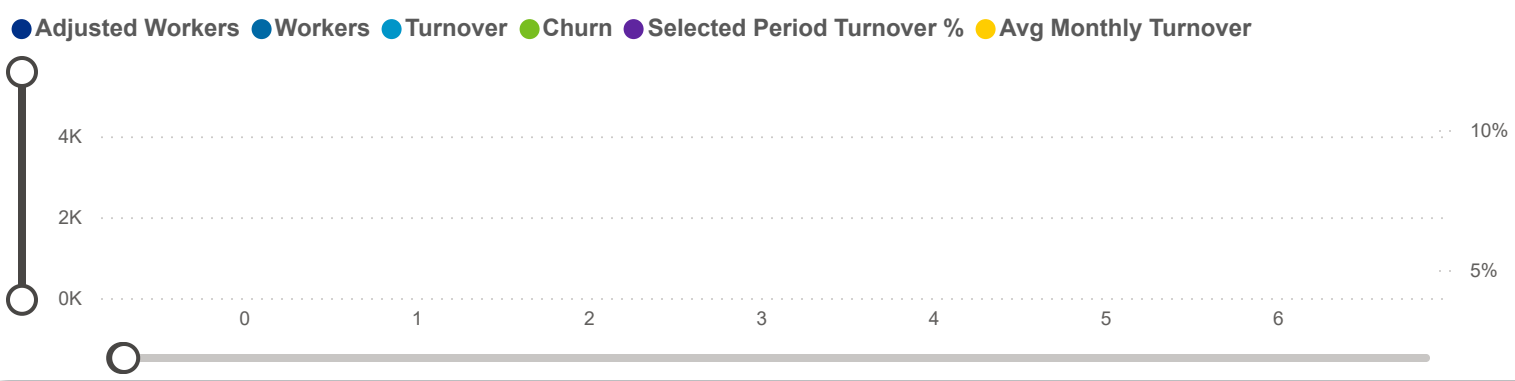 Adjusted Workers Workers Turnover Churn Selected Period Turnover % Avg Monthly Turnover
4K
10%
2K
5%
0K
0 1 2 3 4 5 6